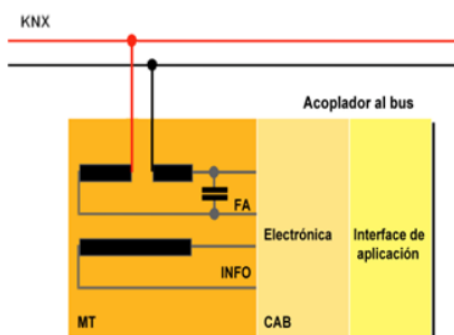 KNX
Acoplador al bus
FA
Electrónica
Interface de
aplicación
INFO
MT
CAB